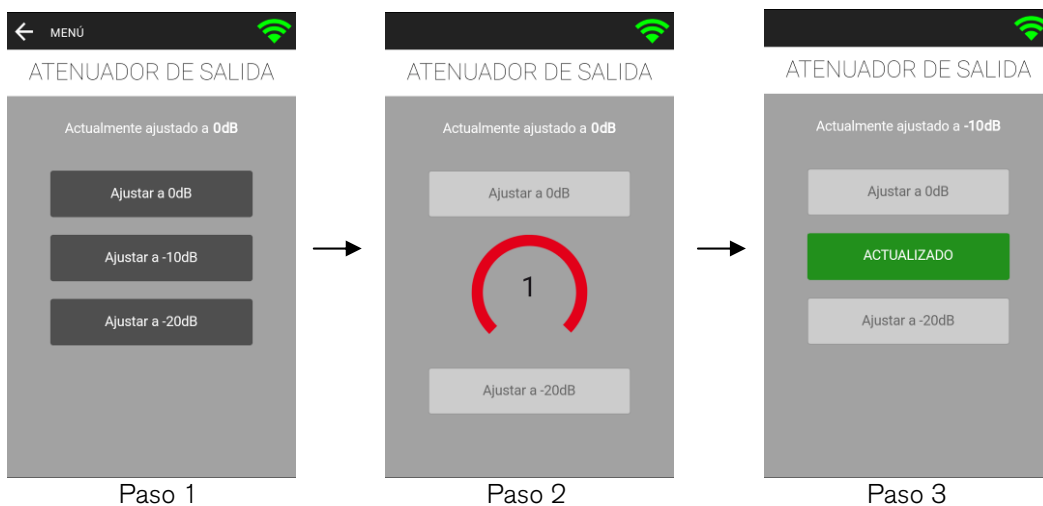 MENÚ
ATENUADOR DE SALIDA
Actualmente ajustado a 0dB
Ajustar a 0dB
Ajustar a -10dB
Ajustar a -20dB
Paso 1
ATENUADOR DE SALIDA
Actualmente ajustado a 0dB
Ajustar a 0dB
1
Ajustar a -20dB
Paso 2
ATENUADOR DE SALIDA
Actualmente ajustado a -10dB
Ajustar a 0dB
ACTUALIZADO
Ajustar a -20dB
Paso 3